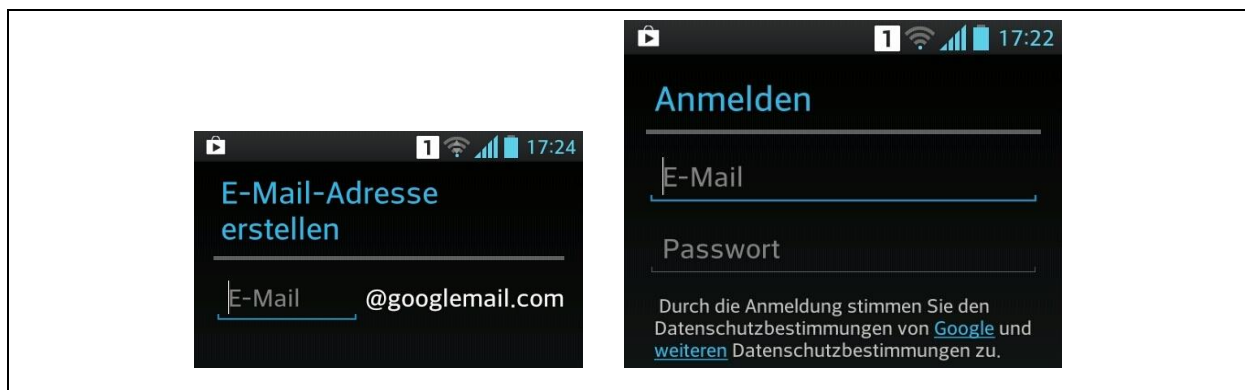 1 17:24
E-Mail-Adresse
erstellen
E-Mail @googlemail.com
1 17:22
Anmelden
E-Mail
Passwort
Durch die Anmeldung stimmen Sie den
Datenschutzbestimmungen von Google und
weiteren Datenschutzbestimmungen zu.